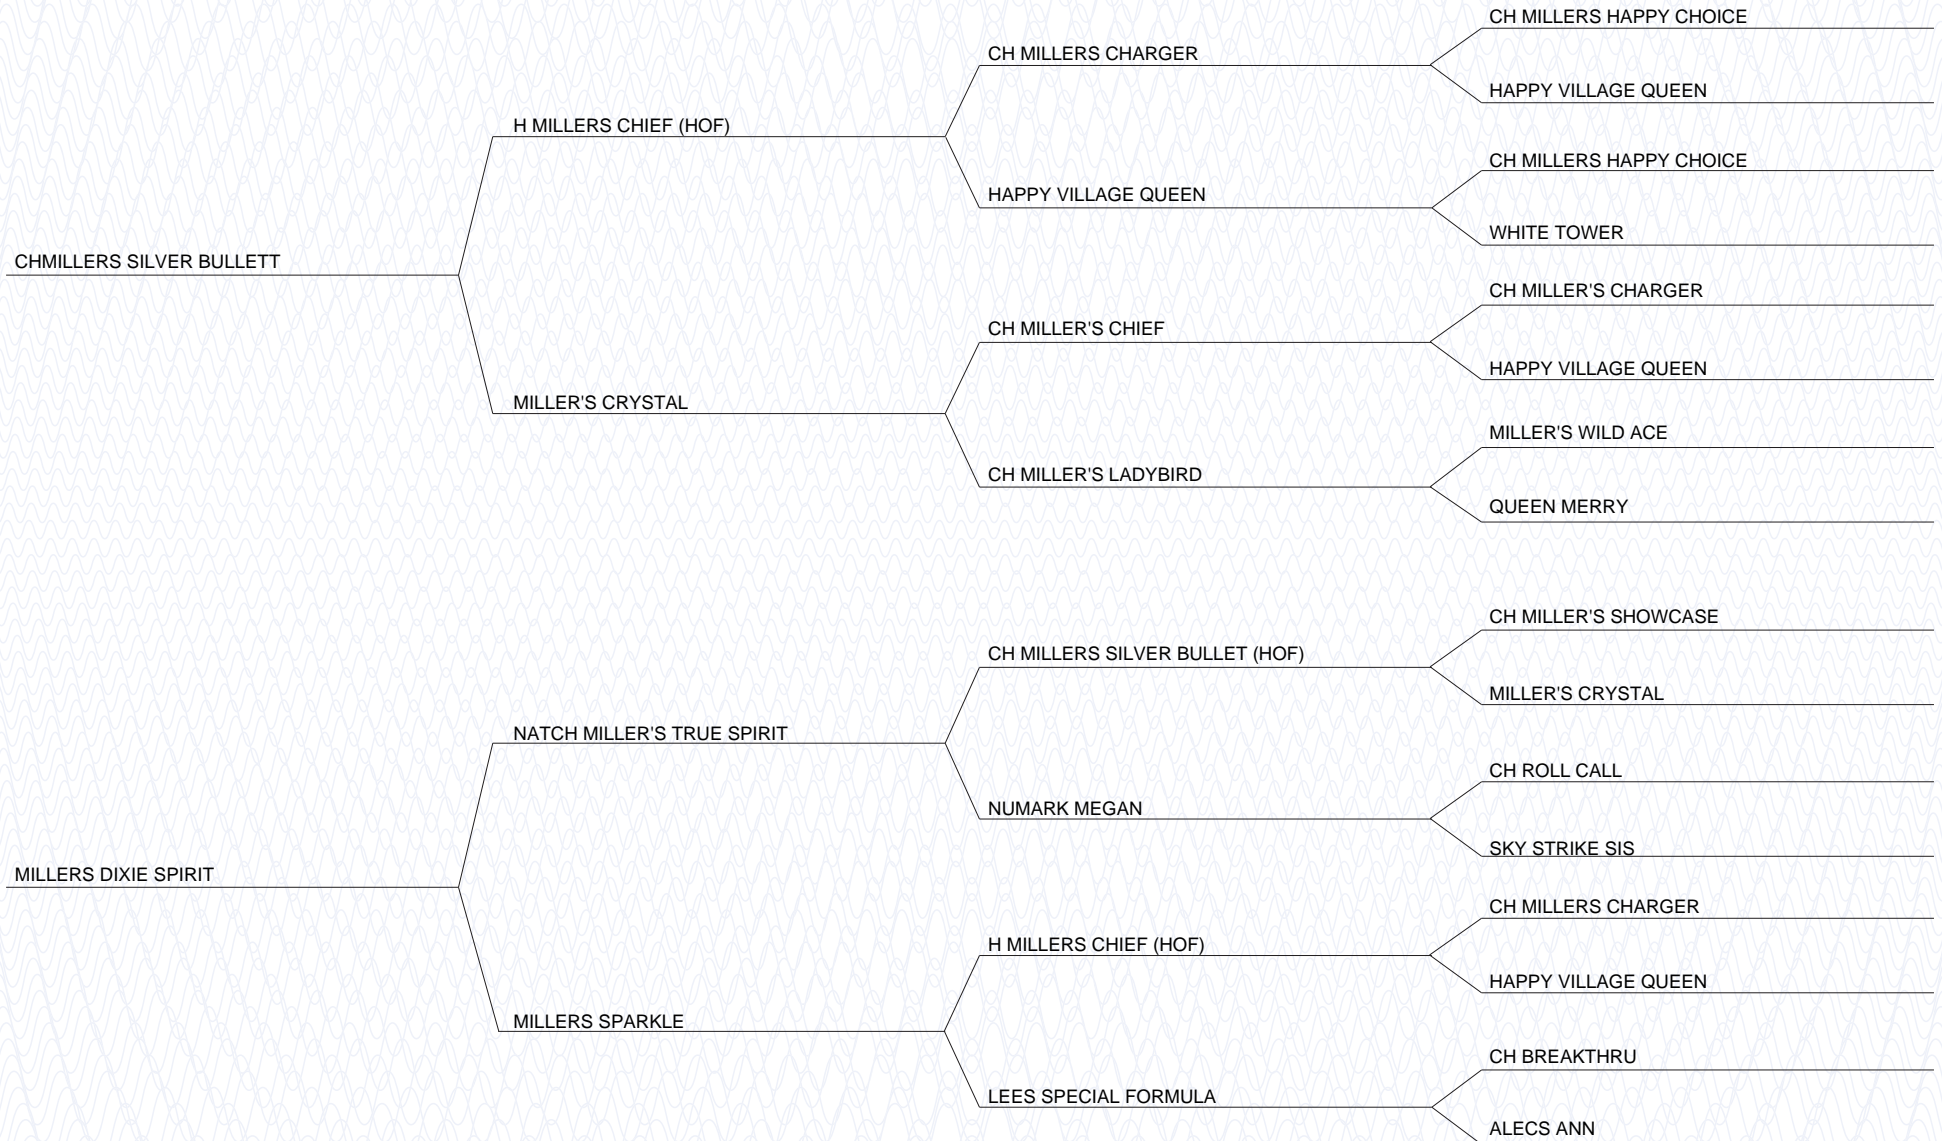 CH MILLERS HAPPY CHOICE
CH MILLERS CHARGER
HAPPY VILLAGE QUEEN
H MILLERS CHIEF (HOF)
CH MILLERS HAPPY CHOICE
HAPPY VILLAGE QUEEN
WHITE TOWER
CHMILLERS SILVER BULLETT
CH MILLER'S CHARGER
CH MILLER'S CHIEF
HAPPY VILLAGE QUEEN
MILLER'S CRYSTAL
MILLER'S WILD ACE
CH MILLER'S LADYBIRD
QUEEN MERRY
CH MILLER'S SHOWCASE
CH MILLERS SILVER BULLET (HOF)
MILLER'S CRYSTAL
NATCH MILLER'S TRUE SPIRIT
CH ROLL CALL
NUMARK MEGAN
SKY STRIKE SIS
MILLERS DIXIE SPIRIT
CH MILLERS CHARGER
H MILLERS CHIEF (HOF)
HAPPY VILLAGE QUEEN
MILLERS SPARKLE
CH BREAKTHRU
LEES SPECIAL FORMULA
ALECS ANN